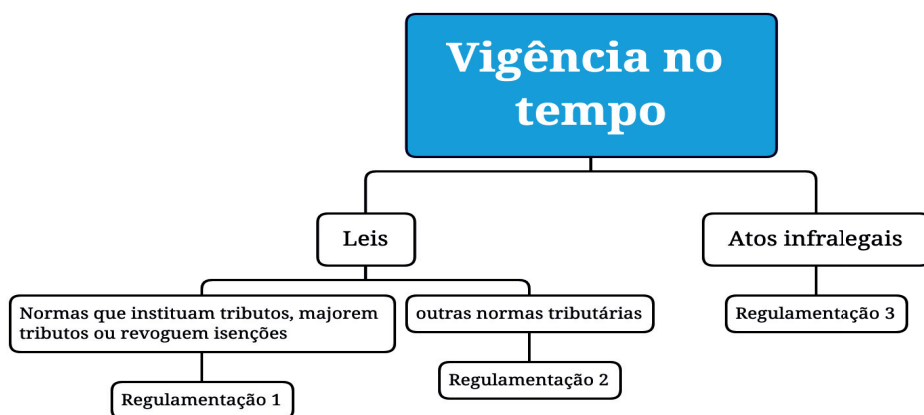 Vigência no
tempo
Leis
Atos infralegais
Normas que instituam tributos, majorem
tributos ou revoguem isenções
outras normas tributárias
Regulamentação 3
Regulamentação 1
Regulamentação 2